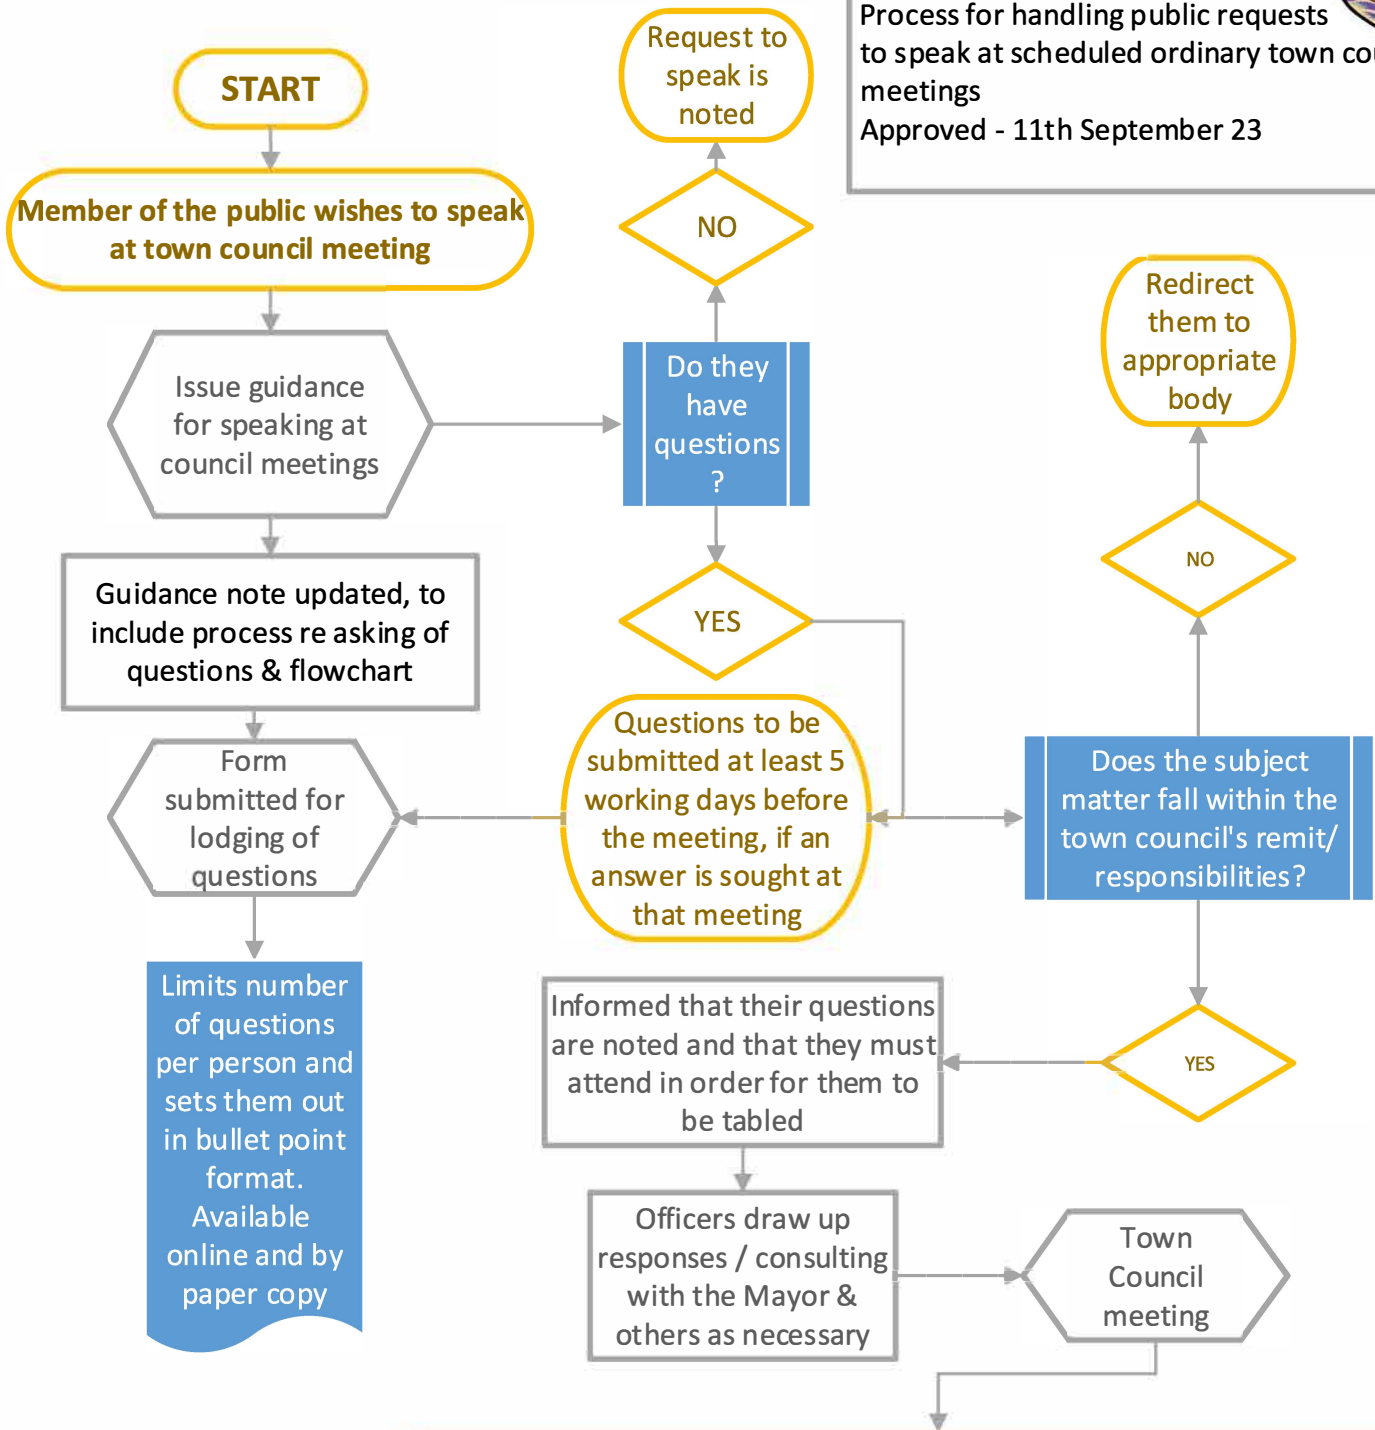 Process for handling public requests
to speak at scheduled ordinary town
meetings
Approved - 11th September 23
START
Member of the public wishes to speak
at town council meeting
Issue guidance
for speaking at
council meetings
Guidance note updated, to
include process re asking of
questions & flowchart
Form
submitted for
lodging of
questions
Limits number
of questions
per person and
sets them out
in bullet point
format.
Available
online and by
paper copy
Request to
speak is
noted
NO
Do they
have
questions
?
YES
Questions to be
submitted at least 5
working days before
the meeting, if an
answer is sought at
that meeting
Redirect
them to
appropriate
body
NO
Does the subject
matter fall within the
town council's remit/
responsibilities?
YES
Informed that their questions
are noted and that they must
attend in order for them to
be tabled
Officers draw up
responses / consulting
with the Mayor &
others as necessary
Town
Council
meeting